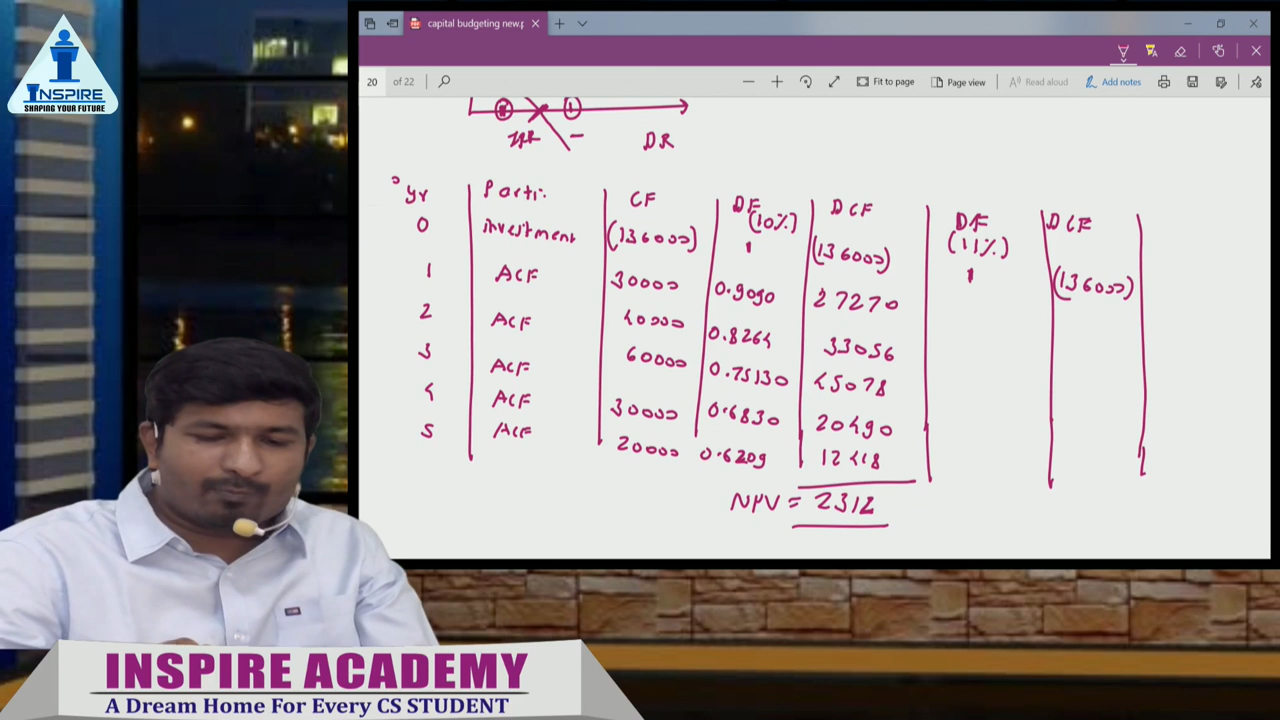 INSPIRE
SHAPING YOUR FUTURE
capital budgeting new.p
20 of 22
Fit to page
Page view
Read aloud
Add notes
IRR
DR
yr Parti: CF DF (10%) DCF DF (11%) DCF
0 investment (136000) 1 (136000) 1 (136000)
1 ACF 30000 0.9090 27270
2 ACF 40000 0.8264 33056
3 ACF 60000 0.75130 45078
4 ACF 30000 0.6830 20490
5 ACF 20000 0.6209 12418
NPV = 2312
INSPIRE ACADEMY
A Dream Home For Every CS STUDENT